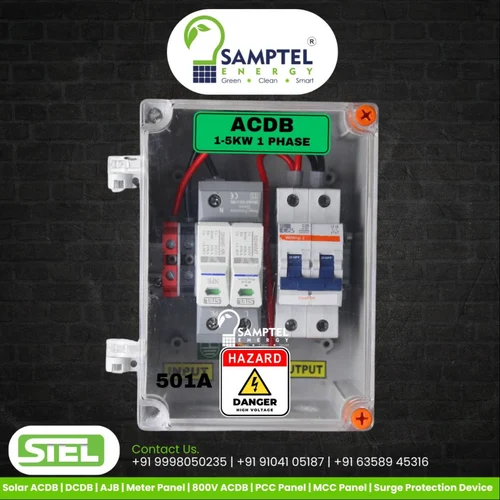 SAMPTEL®
ENERGY
Green • Clean • Smart
ACDB
1-5KW 1 PHASE
SAMPTEL
ENERGY
INPUT
OUTPUT
HAZARD
501A
DANGER
HIGH VOLTAGE
STEL
Contact Us.
+91 9998050235 | +91 91041 05187 | +91 63589 45316
Solar ACDB | DCDB | AJB | Meter Panel | 800V ACDB | PCC Panel | MCC Panel | Surge Protection Device